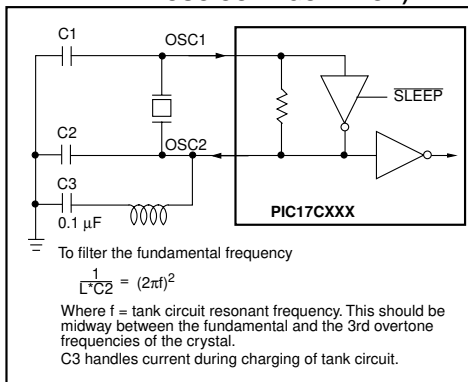 C1
OSC1
SLEEP
C2
OSC2
C3
0.1 μF
PIC17CXXX
To filter the fundamental frequency
1/L*C2 = (2πf)2
Where f = tank circuit resonant frequency. This should be
midway between the fundamental and the 3rd overtone
frequencies of the crystal.
C3 handles current during charging of tank circuit.